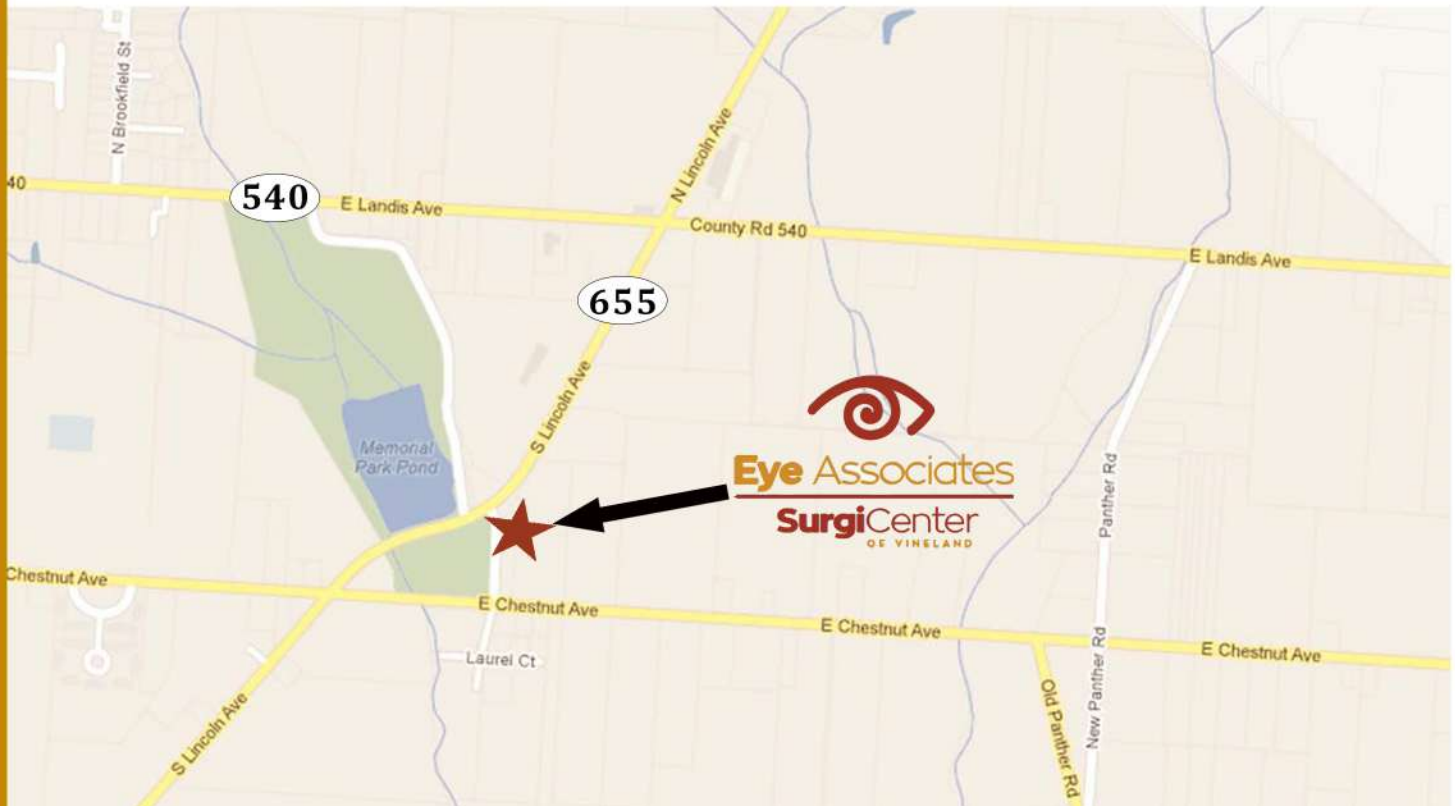 N Brookfield St
40
540
E Landis Ave
N Lincoln Ave
County Rd 540
E Landis Ave
655
S Lincoln Ave
Memorial
Park Pond
Eye Associates
SurgiCenter
OF VINELAND
Panther Rd
Chestnut Ave
E Chestnut Ave
E Chestnut Ave
E Chestnut Ave
Laurel Ct
S Lincoln Ave
Old Panther Rd
New Panther Rd